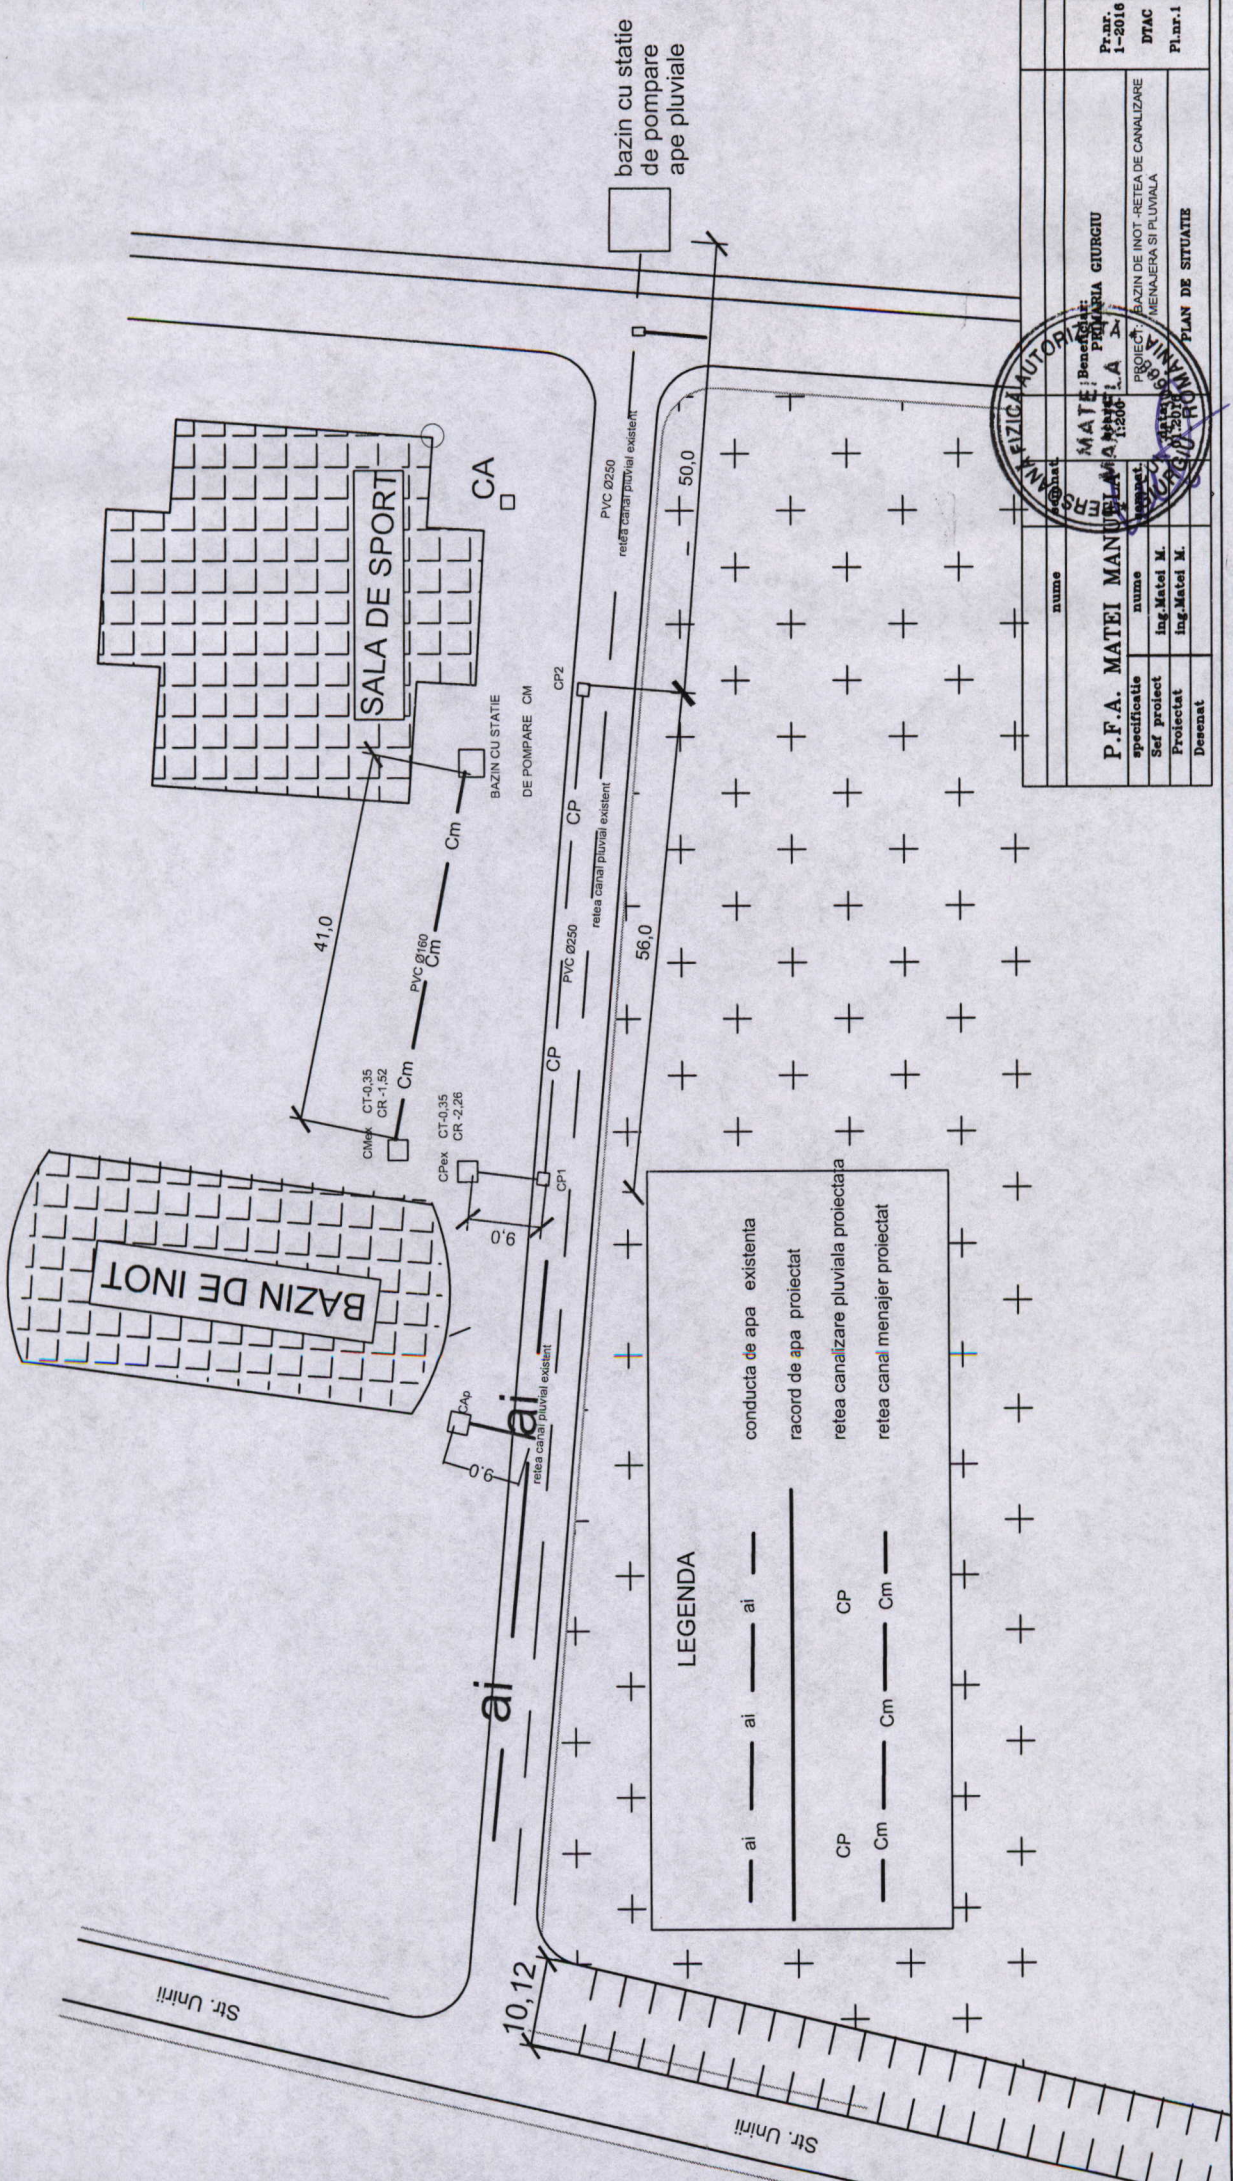 bazin cu statie
de pompare
ape pluviale
SALA DE SPORT
CA
BAZIN CU STATIE
DE POMPARE CM
CP2
PVC Ø250
retea canal pluvial existent
50,0
41,0
Cm
PVC Ø160
Cm
Cm
CP
retea canal pluvial existent
PVC Ø250
CP
56,0
CMex CT-0,35
CR -1,52
CPex CT-0,35
CR -2,26
CP1
9,0
BAZIN DE INOT
CAp
9.0
ai
retea canal pluvial existent
ai
10,12
Str. Unirii
Str. Unirii
LEGENDA
ai ai ai conducta de apa existenta
racord de apa proiectat
CP CP retea canalizare pluviala proiectata
Cm Cm Cm retea canal menajer proiectat
nume semnat
P.F.A. MATEI MANUELA
Beneficiar:
PRIMARIA GIURGIU
Pr.nr.
1-2016
specificatie nume semnat
1:200
PROIECT: BAZIN DE INOT -RETEA DE CANALIZARE
MENAJERA SI PLUVIALA
DTAC
Sef proiect ing.Matei M.
Proiectat ing.Matei M.
PLAN DE SITUATIE
Pl.nr.1
Desenat
PERSOANA FIZICA AUTORIZATA
GIURGIU ROMANIA